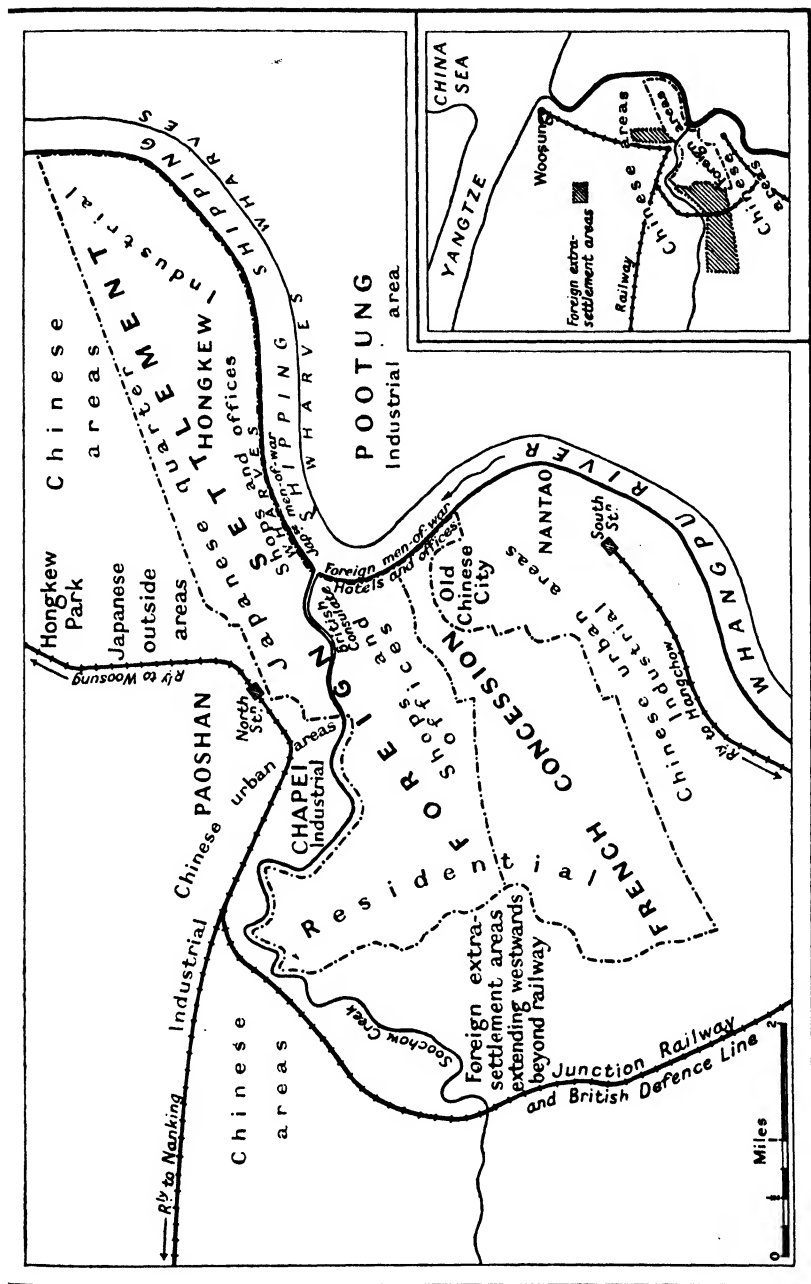 Chinese
areas
Hongkew
Park
Japanese
outside
areas
Rly to Woosung
PAOSHAN
North
Stn.
Chinese urban areas
Industrial
CHAPEI
Industrial
Rly to Nanking
Chinese
areas
Soochow Creek
FOREIGN SETTLEMENT
Japanese quarter
HONGKEW
Industrial
Shops and offices
WHARVES
Japse men-of-war
SHIPPING
WHARVES
SHIPPING
WHARVES
POOTUNG
Industrial area
British
Consulate
Foreign men-of-war
Hotels and offices
Shops and
offices
Residential
FRENCH CONCESSION
Old
Chinese
City
NANTAO
South
Stn.
Chinese urban areas
Industrial
Rly to Hangchow
WHANGPU RIVER
Foreign extra-
settlement areas
extending westwards
beyond railway
Junction Railway
and British Defence Line
0 1 2
Miles
CHINA
SEA
YANGTZE
Woosung
Foreign extra-
settlement areas
Railway
Chinese areas
Foreign areas
Foreign
Chinese
areas